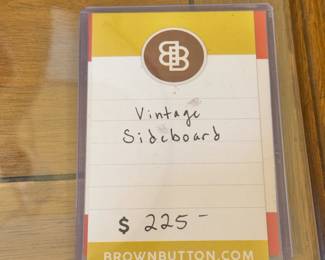 BB
Vintage
Sideboard
$ 225-
BROWNBUTTON.COM